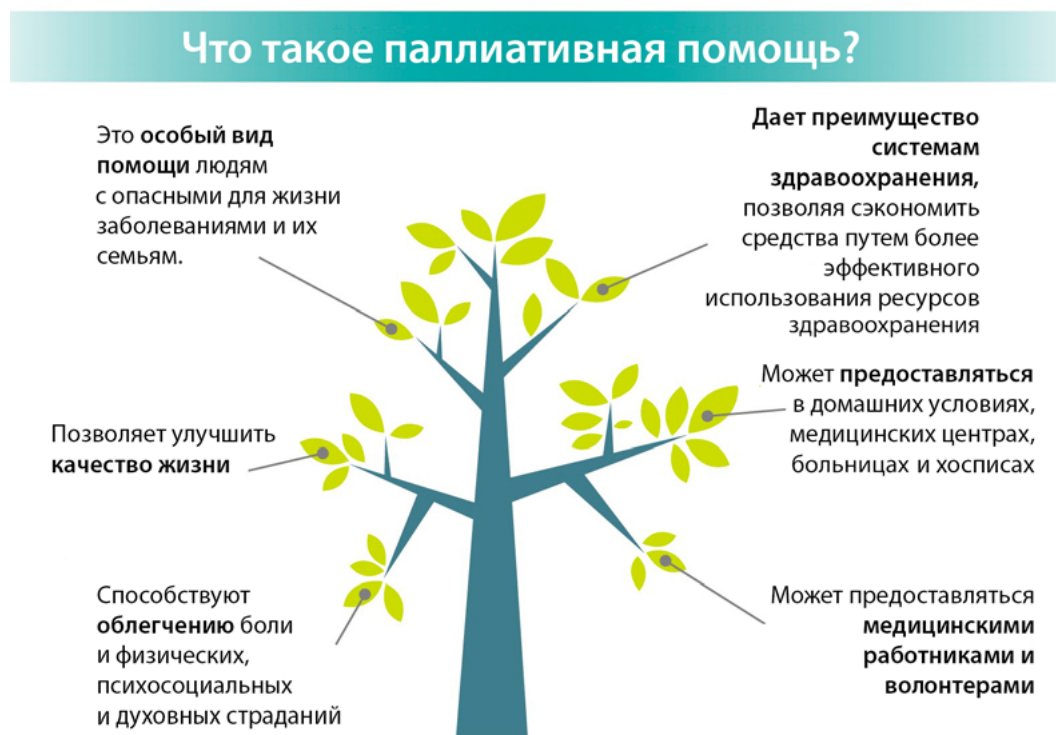 Что такое паллиативная помощь?
Это особый вид
помощи людям
с опасными для жизни
заболеваниями и их
семьям.
Позволяет улучшить
качество жизни
Способствуют
облегчению боли
и физических,
психосоциальных
и духовных страданий
Дает преимущество
системам
здравоохранения,
позволяя сэкономить
средства путем более
эффективного
использования ресурсов
здравоохранения
Может предоставляться
в домашних условиях,
медицинских центрах,
больницах и хосписах
Может предоставляться
медицинскими
работниками и
волонтерами